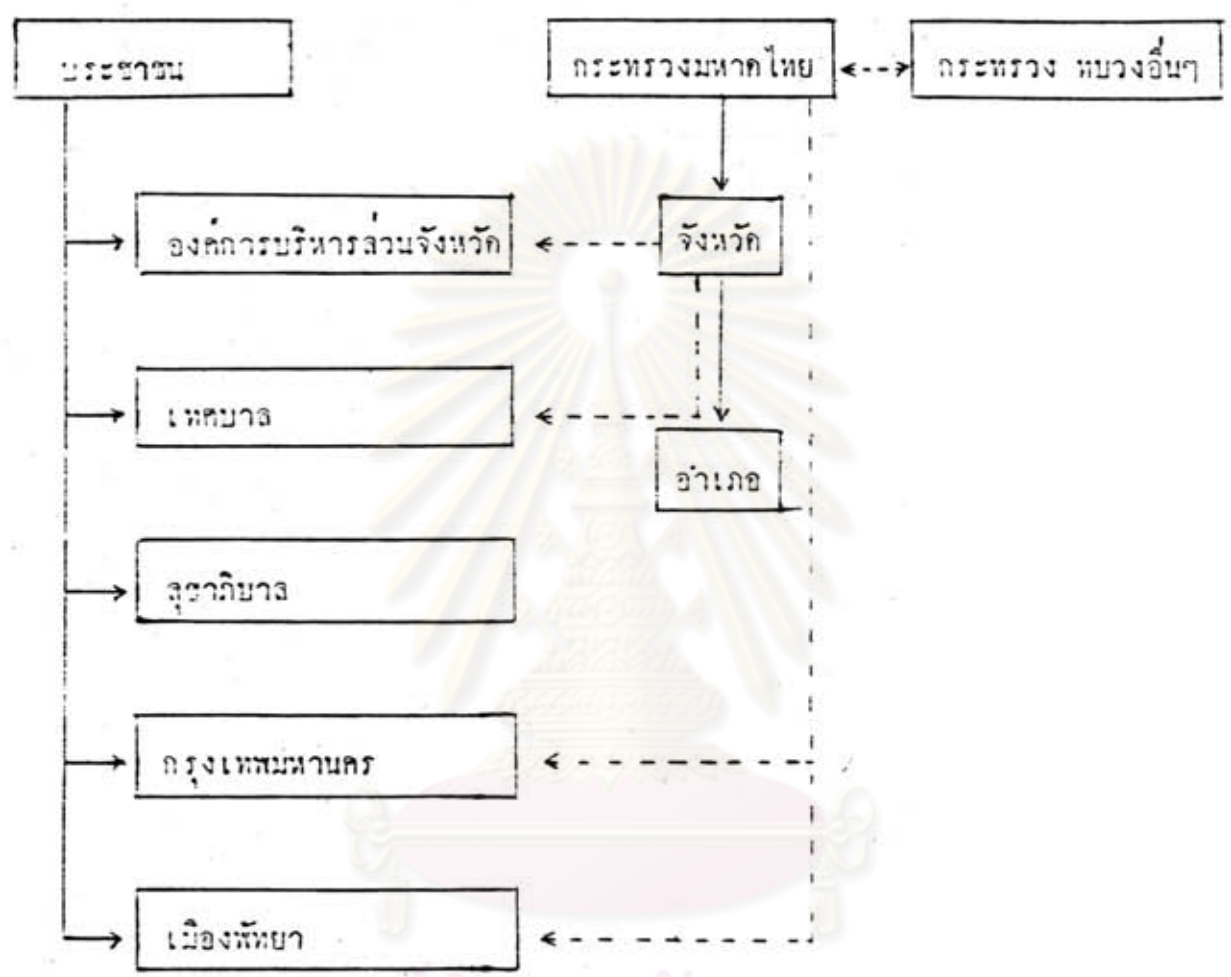 ประชาชน
กระทรวงมหาดไทย
กระทรวง ทบวงอื่นๆ
องค์การบริหารส่วนจังหวัด
จังหวัด
เทศบาล
อำเภอ
สุขาภิบาล
กรุงเทพมหานคร
เมืองพัทยา